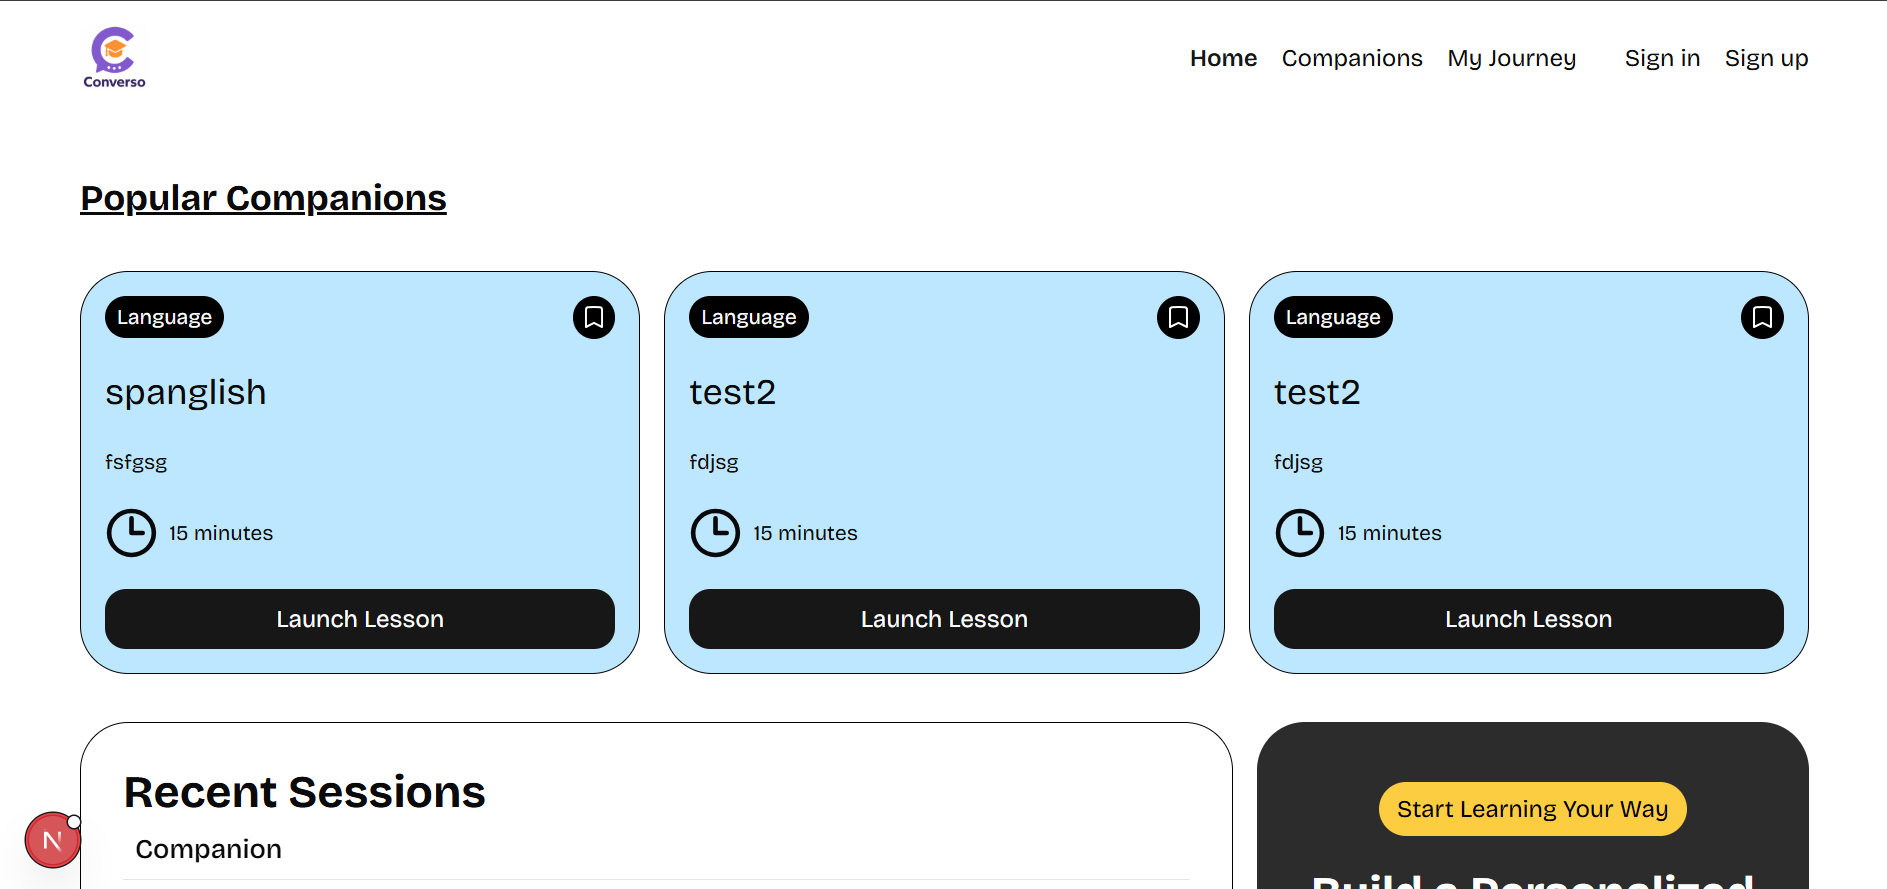 Converso
Home Companions My Journey Sign in Sign up
Popular Companions
Language
spanglish
fsfgsg
15 minutes
Launch Lesson
Language
test2
fdjsg
15 minutes
Launch Lesson
Language
test2
fdjsg
15 minutes
Launch Lesson
Recent Sessions
Companion
Start Learning Your Way
Build a Personalized
N